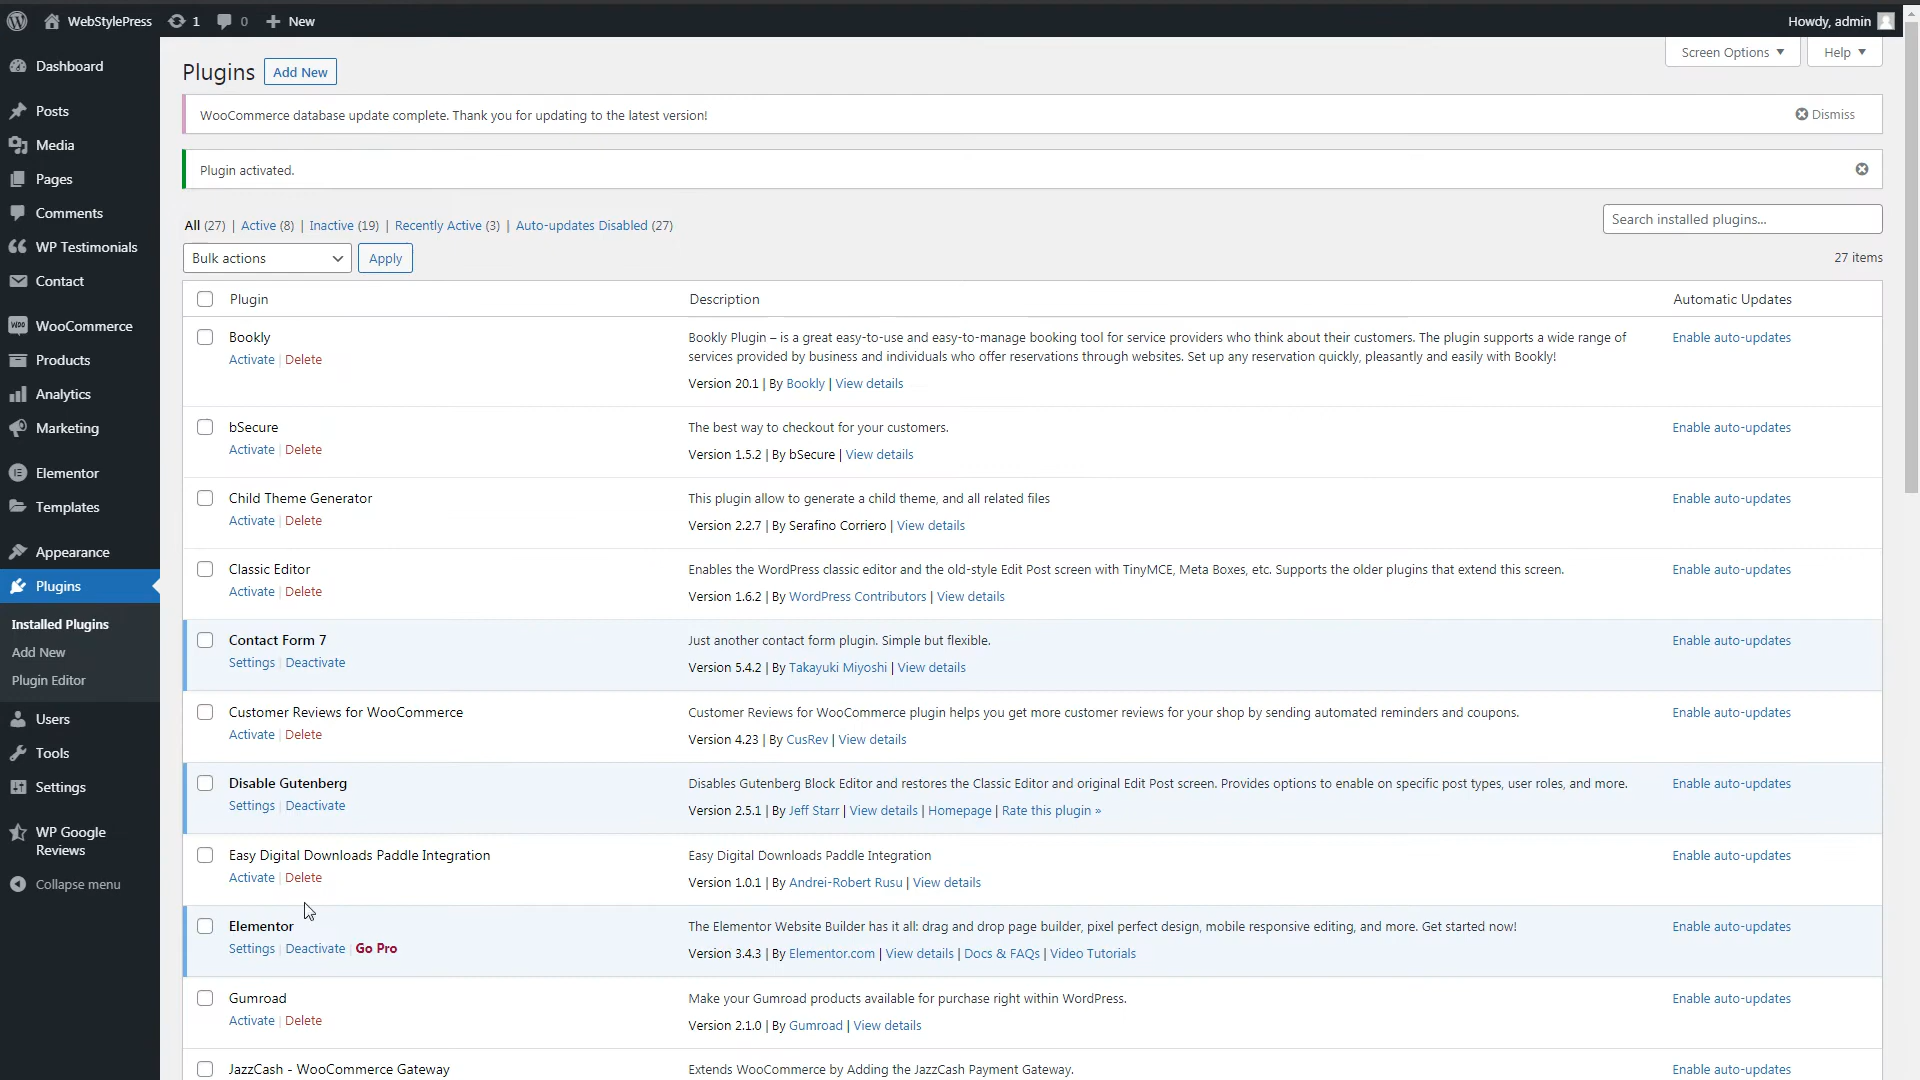 WebStylePress 1 0 New Howdy, admin
Dashboard
Posts
Media
Pages
Comments
WP Testimonials
Contact
WooCommerce
Products
Analytics
Marketing
Elementor
Templates
Appearance
Plugins
Installed Plugins
Add New
Plugin Editor
Users
Tools
Settings
WP Google
Reviews
Collapse menu
Screen Options Help
Plugins Add New
WooCommerce database update complete. Thank you for updating to the latest version! Dismiss
Plugin activated.
All (27) | Active (8) | Inactive (19) | Recently Active (3) | Auto-updates Disabled (27)
Search installed plugins...
Bulk actions Apply 27 items
Plugin Description Automatic Updates
Bookly
Activate | Delete
Bookly Plugin – is a great easy-to-use and easy-to-manage booking tool for service providers who think about their customers. The plugin supports a wide range of
services provided by business and individuals who offer reservations through websites. Set up any reservation quickly, pleasantly and easily with Bookly!
Version 20.1 | By Bookly | View details
Enable auto-updates
bSecure
Activate | Delete
The best way to checkout for your customers.
Version 1.5.2 | By bSecure | View details
Enable auto-updates
Child Theme Generator
Activate | Delete
This plugin allow to generate a child theme, and all related files
Version 2.2.7 | By Serafino Corriero | View details
Enable auto-updates
Classic Editor
Activate | Delete
Enables the WordPress classic editor and the old-style Edit Post screen with TinyMCE, Meta Boxes, etc. Supports the older plugins that extend this screen.
Version 1.6.2 | By WordPress Contributors | View details
Enable auto-updates
Contact Form 7
Settings | Deactivate
Just another contact form plugin. Simple but flexible.
Version 5.4.2 | By Takayuki Miyoshi | View details
Enable auto-updates
Customer Reviews for WooCommerce
Activate | Delete
Customer Reviews for WooCommerce plugin helps you get more customer reviews for your shop by sending automated reminders and coupons.
Version 4.23 | By CusRev | View details
Enable auto-updates
Disable Gutenberg
Settings | Deactivate
Disables Gutenberg Block Editor and restores the Classic Editor and original Edit Post screen. Provides options to enable on specific post types, user roles, and more.
Version 2.5.1 | By Jeff Starr | View details | Homepage | Rate this plugin »
Enable auto-updates
Easy Digital Downloads Paddle Integration
Activate | Delete
Easy Digital Downloads Paddle Integration
Version 1.0.1 | By Andrei-Robert Rusu | View details
Enable auto-updates
Elementor
Settings | Deactivate | Go Pro
The Elementor Website Builder has it all: drag and drop page builder, pixel perfect design, mobile responsive editing, and more. Get started now!
Version 3.4.3 | By Elementor.com | View details | Docs & FAQs | Video Tutorials
Enable auto-updates
Gumroad
Activate | Delete
Make your Gumroad products available for purchase right within WordPress.
Version 2.1.0 | By Gumroad | View details
Enable auto-updates
JazzCash - WooCommerce Gateway
Extends WooCommerce by Adding the JazzCash Payment Gateway.
Enable auto-updates